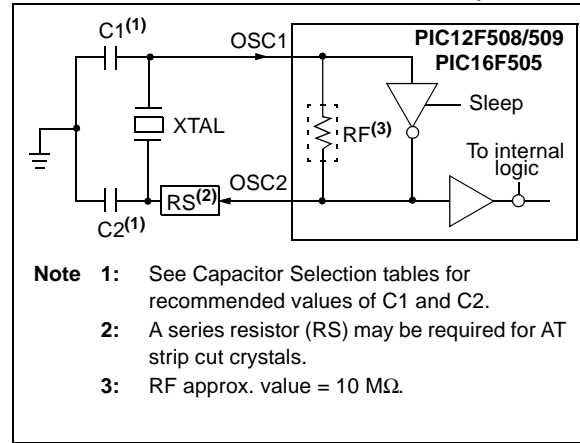 C1(1)
OSC1
PIC12F508/509
PIC16F505
Sleep
XTAL
RF(3)
To internal
logic
OSC2
RS(2)
C2(1)
Note 1: See Capacitor Selection tables for
recommended values of C1 and C2.
2: A series resistor (RS) may be required for AT
strip cut crystals.
3: RF approx. value = 10 MΩ.